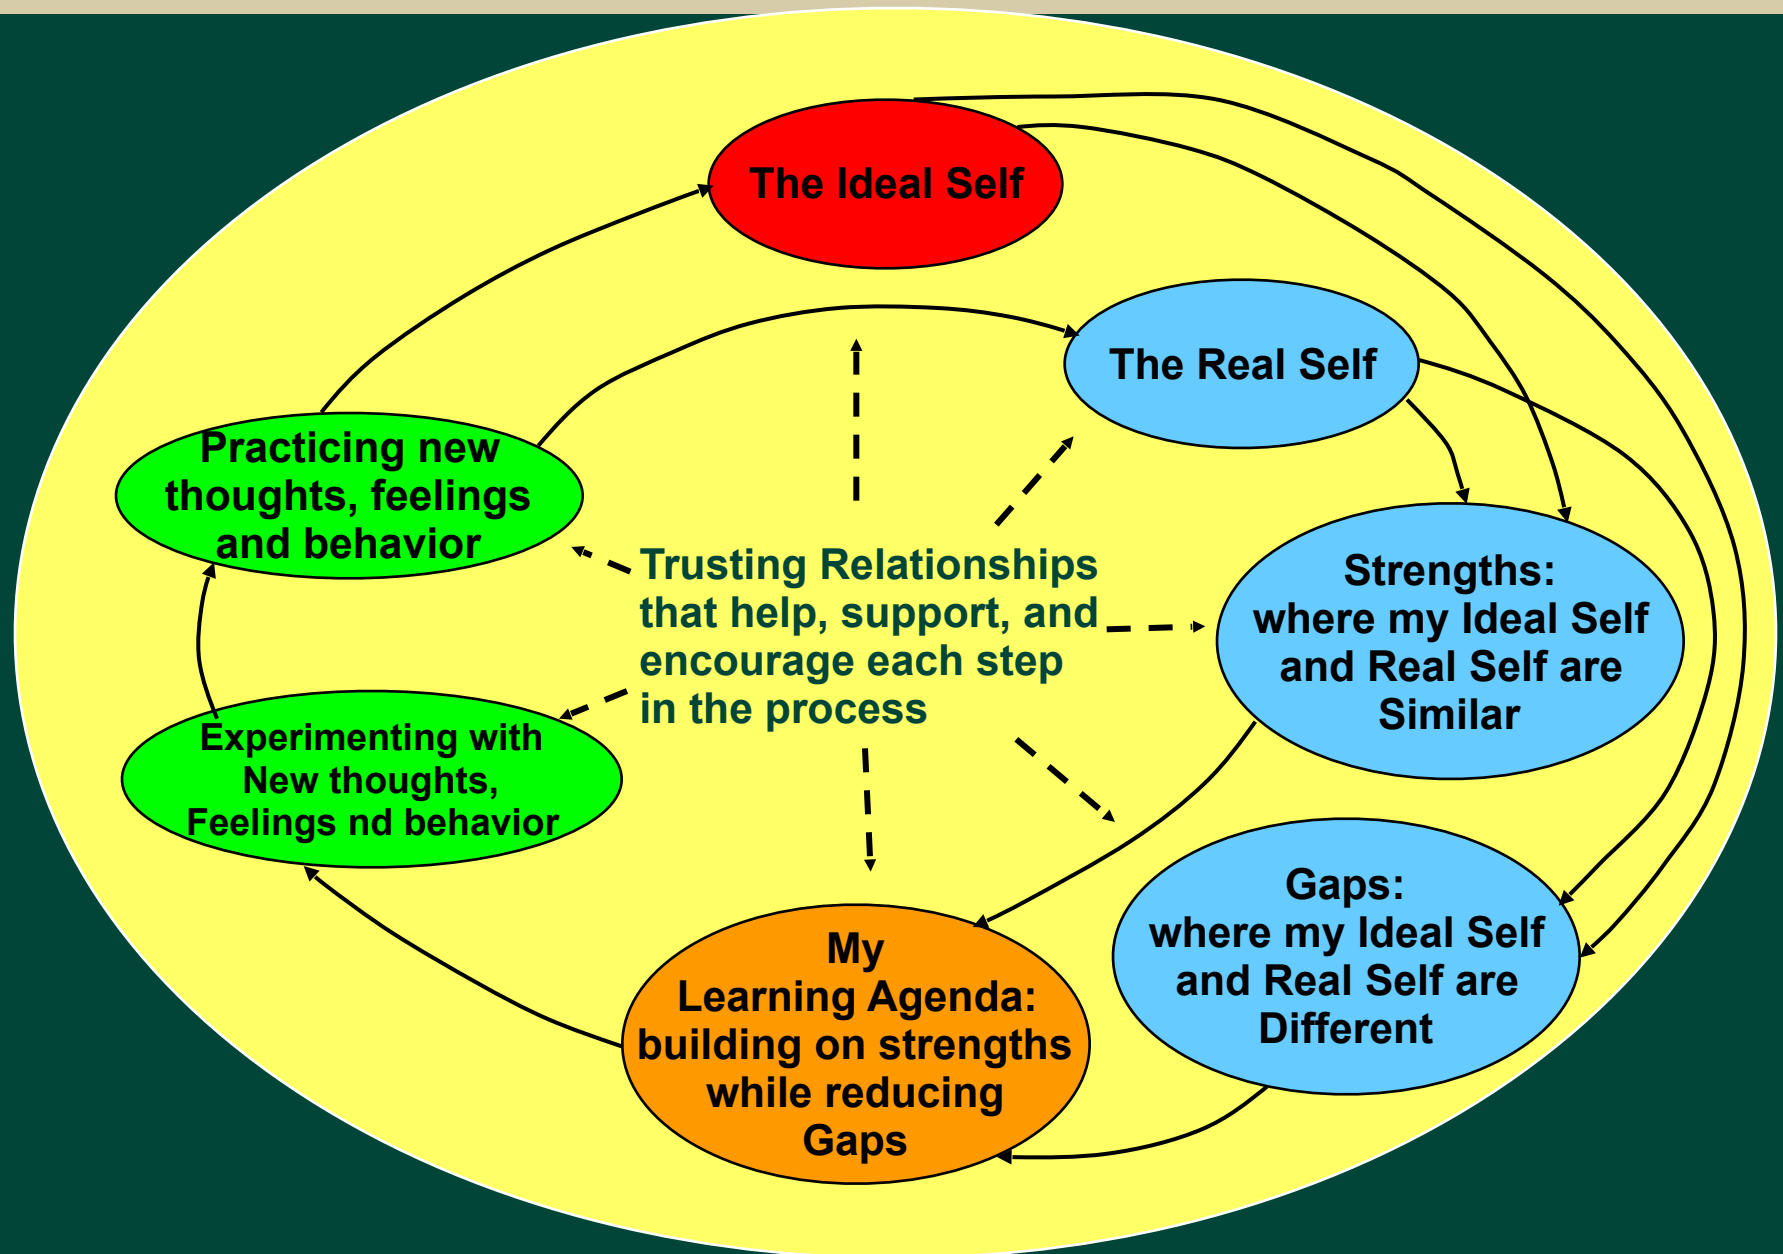 The Ideal Self
The Real Self
Practicing new
thoughts, feelings
and behavior
Trusting Relationships
that help, support, and
encourage each step
in the process
Strengths:
where my Ideal Self
and Real Self are
Similar
Experimenting with
New thoughts,
Feelings nd behavior
Gaps:
where my Ideal Self
and Real Self are
Different
My
Learning Agenda:
building on strengths
while reducing
Gaps